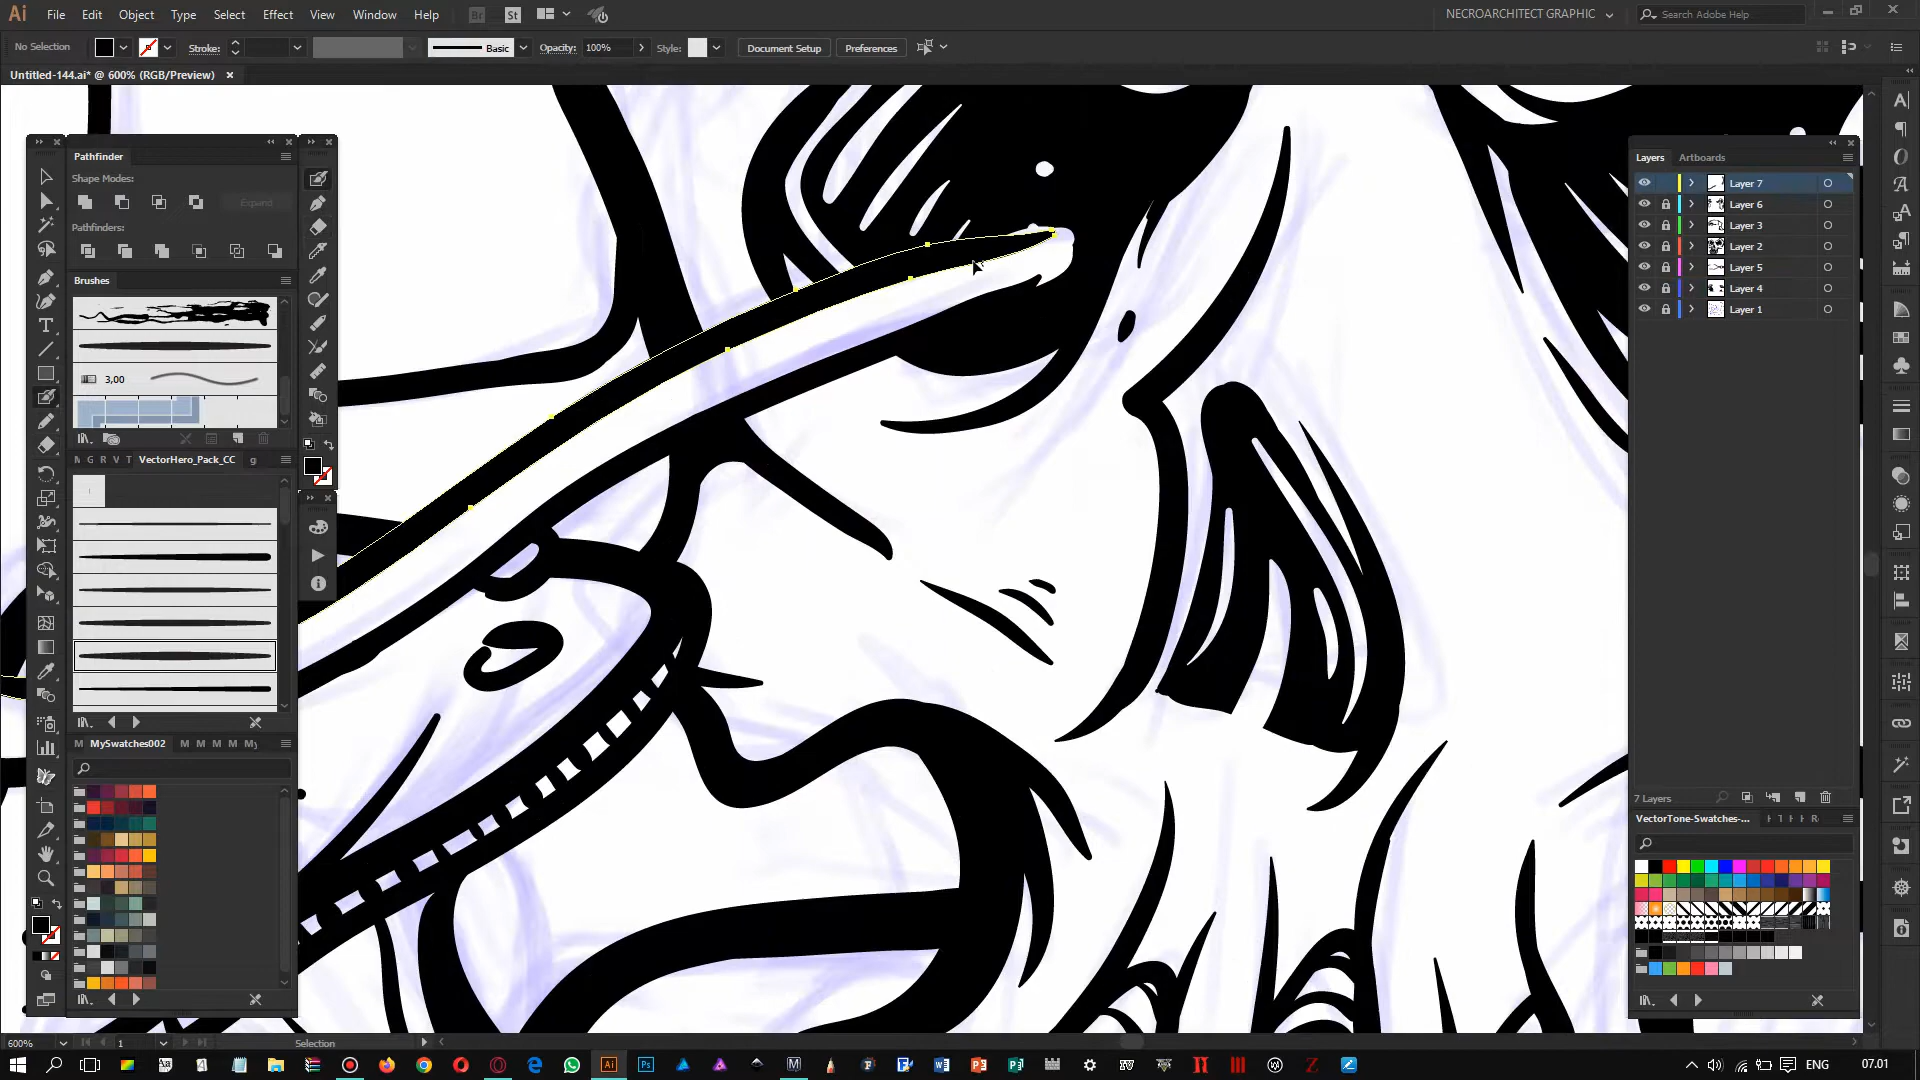 Ai File Edit Object Type Select Effect View Window Help Br St NECROARCHITECT GRAPHIC Search Adobe Help
No Selection Stroke: Basic Opacity: 100% Style: Document Setup Preferences
Untitled-144.ai* @ 600% (RGB/Preview)
Pathfinder
Shape Modes:
Expand
Pathfinders:
Brushes
3,00
M G R V T VectorHero_Pack_CC g
M MySwatches002 M M M M My
Layers Artboards
Layer 7
Layer 6
Layer 3
Layer 2
Layer 5
Layer 4
Layer 1
7 Layers
VectorTone-Swatches-...
600% 1 Selection
ENG 07.01